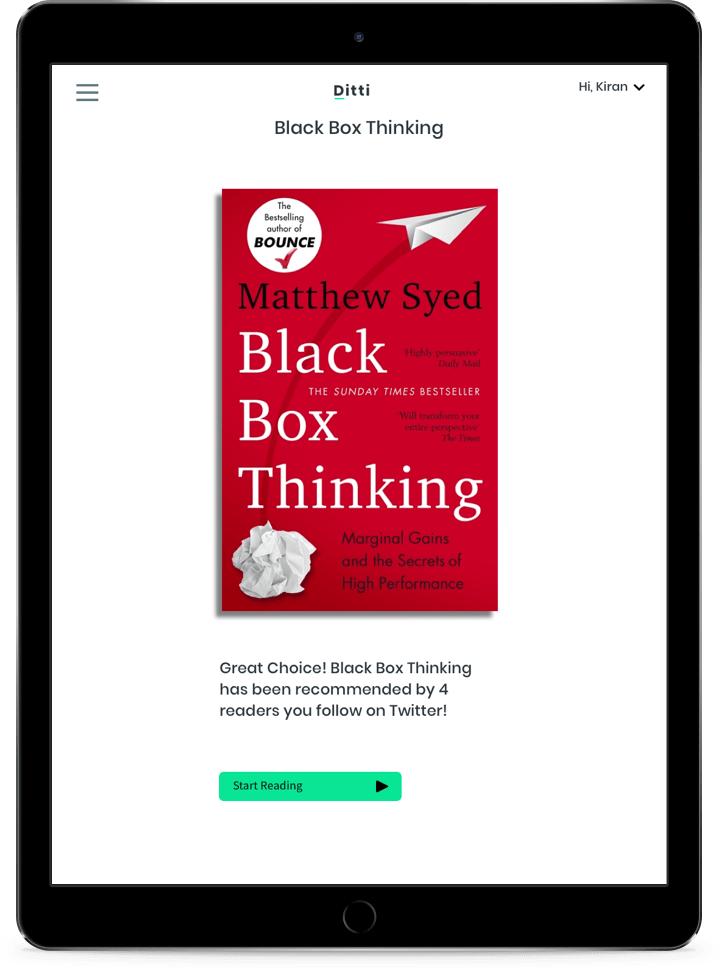 Ditti
Hi, Kiran
Black Box Thinking
The
Bestselling
author of
BOUNCE
Matthew Syed
Black
'Highly persuasive'
Daily Mail
THE SUNDAY TIMES BESTSELLER
Box
'Will transform your
entire perspective'
The Times
Thinking
Marginal Gains
and the Secrets of
High Performance
Great Choice! Black Box Thinking
has been recommended by 4
readers you follow on Twitter!
Start Reading